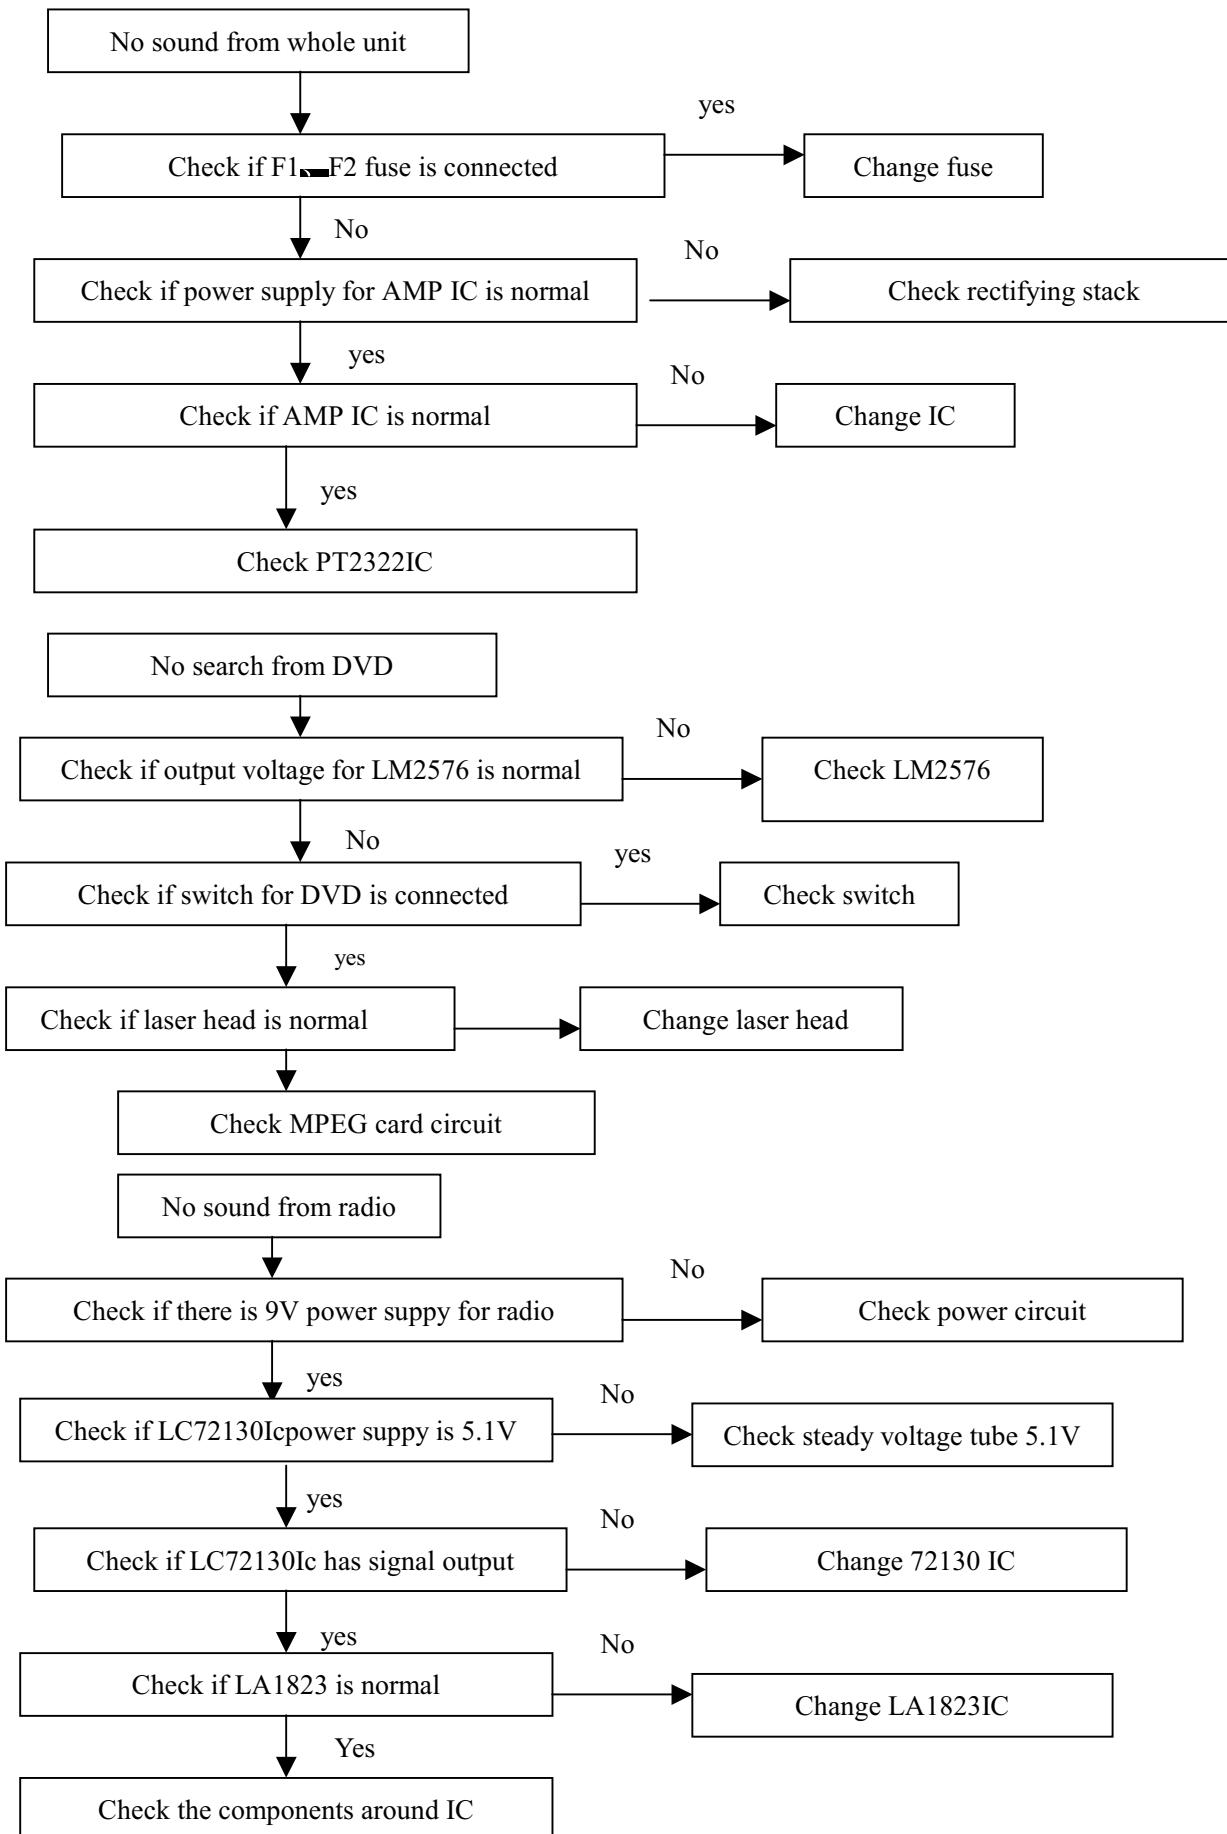 No sound from whole unit
yes
Check if F1、F2 fuse is connected
Change fuse
No
No
Check if power supply for AMP IC is normal
Check rectifying stack
yes
No
Check if AMP IC is normal
Change IC
yes
Check PT2322IC
No search from DVD
No
Check if output voltage for LM2576 is normal
Check LM2576
No
yes
Check if switch for DVD is connected
Check switch
yes
Check if laser head is normal
Change laser head
Check MPEG card circuit
No sound from radio
No
Check if there is 9V power suppy for radio
Check power circuit
yes
No
Check if LC72130Icpower suppy is 5.1V
Check steady voltage tube 5.1V
yes
No
Check if LC72130Ic has signal output
Change 72130 IC
yes
No
Check if LA1823 is normal
Change LA1823IC
Yes
Check the components around IC